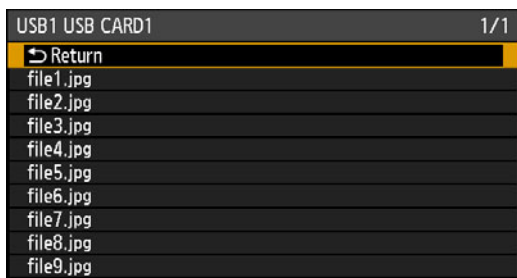 USB1 USB CARD1 1/1
Return
file1.jpg
file2.jpg
file3.jpg
file4.jpg
file5.jpg
file6.jpg
file7.jpg
file8.jpg
file9.jpg